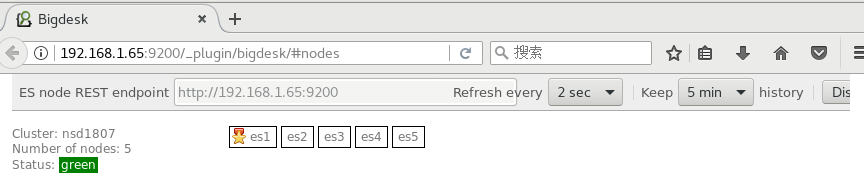 Bigdesk
192.168.1.65:9200/_plugin/bigdesk/#nodes
搜索
ES node REST endpoint http://192.168.1.65:9200 Refresh every 2 sec Keep 5 min history Dis
Cluster: nsd1807
Number of nodes: 5
Status: green
es1 es2 es3 es4 es5